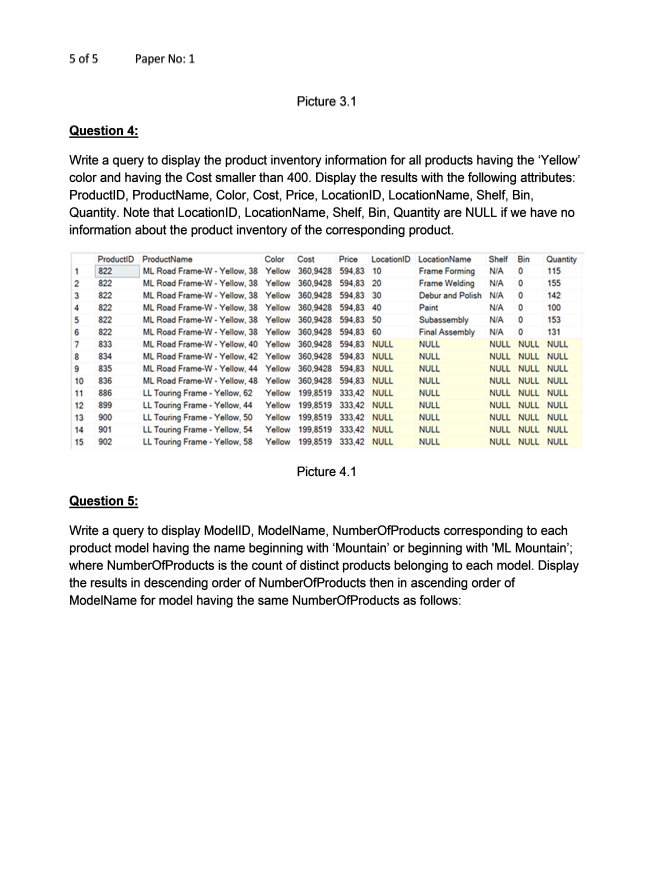 5 of 5 Paper No: 1
Picture 3.1
Question 4:
Write a query to display the product inventory information for all products having the ‘Yellow’
color and having the Cost smaller than 400. Display the results with the following attributes:
ProductID, ProductName, Color, Cost, Price, LocationID, LocationName, Shelf, Bin,
Quantity. Note that LocationID, LocationName, Shelf, Bin, Quantity are NULL if we have no
information about the product inventory of the corresponding product.
ProductID ProductName Color Cost Price LocationID LocationName Shelf Bin Quantity
1 822 ML Road Frame-W - Yellow, 38 Yellow 360,9428 594,83 10 Frame Forming N/A 0 115
2 822 ML Road Frame-W - Yellow, 38 Yellow 360,9428 594,83 20 Frame Welding N/A 0 155
3 822 ML Road Frame-W - Yellow, 38 Yellow 360,9428 594,83 30 Debur and Polish N/A 0 142
4 822 ML Road Frame-W - Yellow, 38 Yellow 360,9428 594,83 40 Paint N/A 0 100
5 822 ML Road Frame-W - Yellow, 38 Yellow 360,9428 594,83 50 Subassembly N/A 0 153
6 822 ML Road Frame-W - Yellow, 38 Yellow 360,9428 594,83 60 Final Assembly N/A 0 131
7 833 ML Road Frame-W - Yellow, 40 Yellow 360,9428 594,83 NULL NULL NULL NULL NULL
8 834 ML Road Frame-W - Yellow, 42 Yellow 360,9428 594,83 NULL NULL NULL NULL NULL
9 835 ML Road Frame-W - Yellow, 44 Yellow 360,9428 594,83 NULL NULL NULL NULL NULL
10 836 ML Road Frame-W - Yellow, 48 Yellow 360,9428 594,83 NULL NULL NULL NULL NULL
11 886 LL Touring Frame - Yellow, 62 Yellow 199,8519 333,42 NULL NULL NULL NULL NULL
12 899 LL Touring Frame - Yellow, 44 Yellow 199,8519 333,42 NULL NULL NULL NULL NULL
13 900 LL Touring Frame - Yellow, 50 Yellow 199,8519 333,42 NULL NULL NULL NULL NULL
14 901 LL Touring Frame - Yellow, 54 Yellow 199,8519 333,42 NULL NULL NULL NULL NULL
15 902 LL Touring Frame - Yellow, 58 Yellow 199,8519 333,42 NULL NULL NULL NULL NULL
Picture 4.1
Question 5:
Write a query to display ModelID, ModelName, NumberOfProducts corresponding to each
product model having the name beginning with ‘Mountain’ or beginning with 'ML Mountain’;
where NumberOfProducts is the count of distinct products belonging to each model. Display
the results in descending order of NumberOfProducts then in ascending order of
ModelName for model having the same NumberOfProducts as follows: